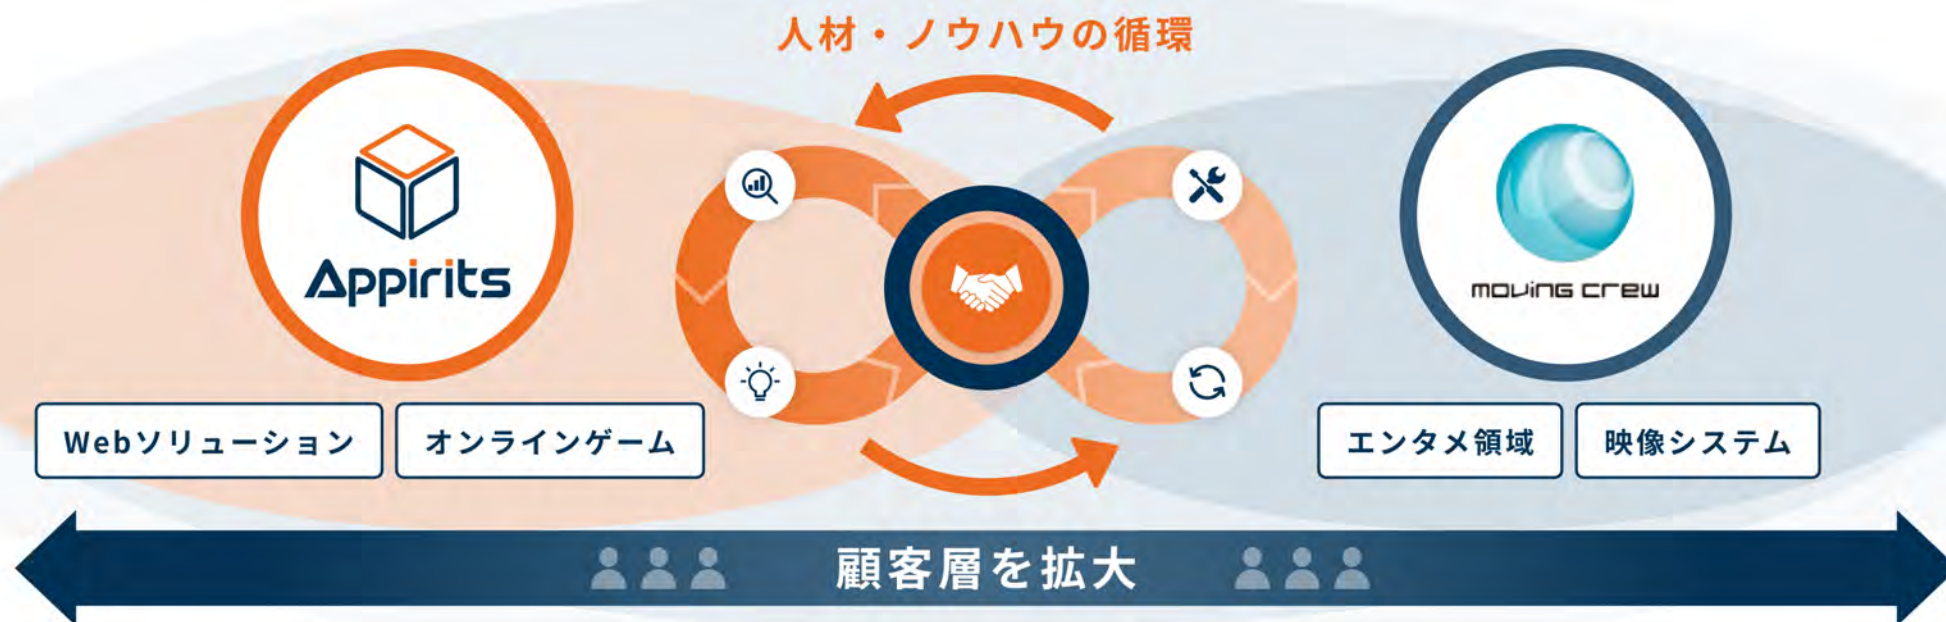 人材・ノウハウの循環
Appirits
moving crew
Webソリューション
オンラインゲーム
エンタメ領域
映像システム
顧客層を拡大